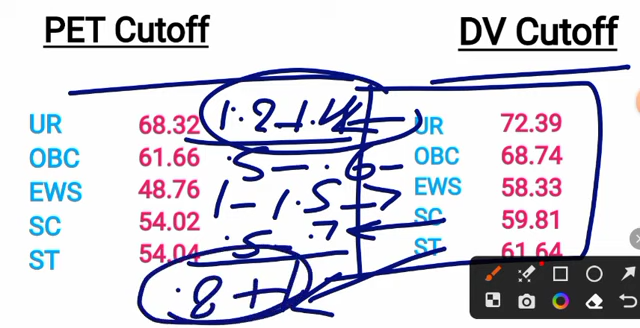 PET Cutoff DV Cutoff
UR 68.32 1.2 - 1.4 UR 72.39
OBC 61.66 .5 - .6 - OBC 68.74
EWS 48.76 1 - 1.5 EWS 58.33
SC 54.02 .5 - .7 SC 59.81
ST 54.04 .8 ST 61.64